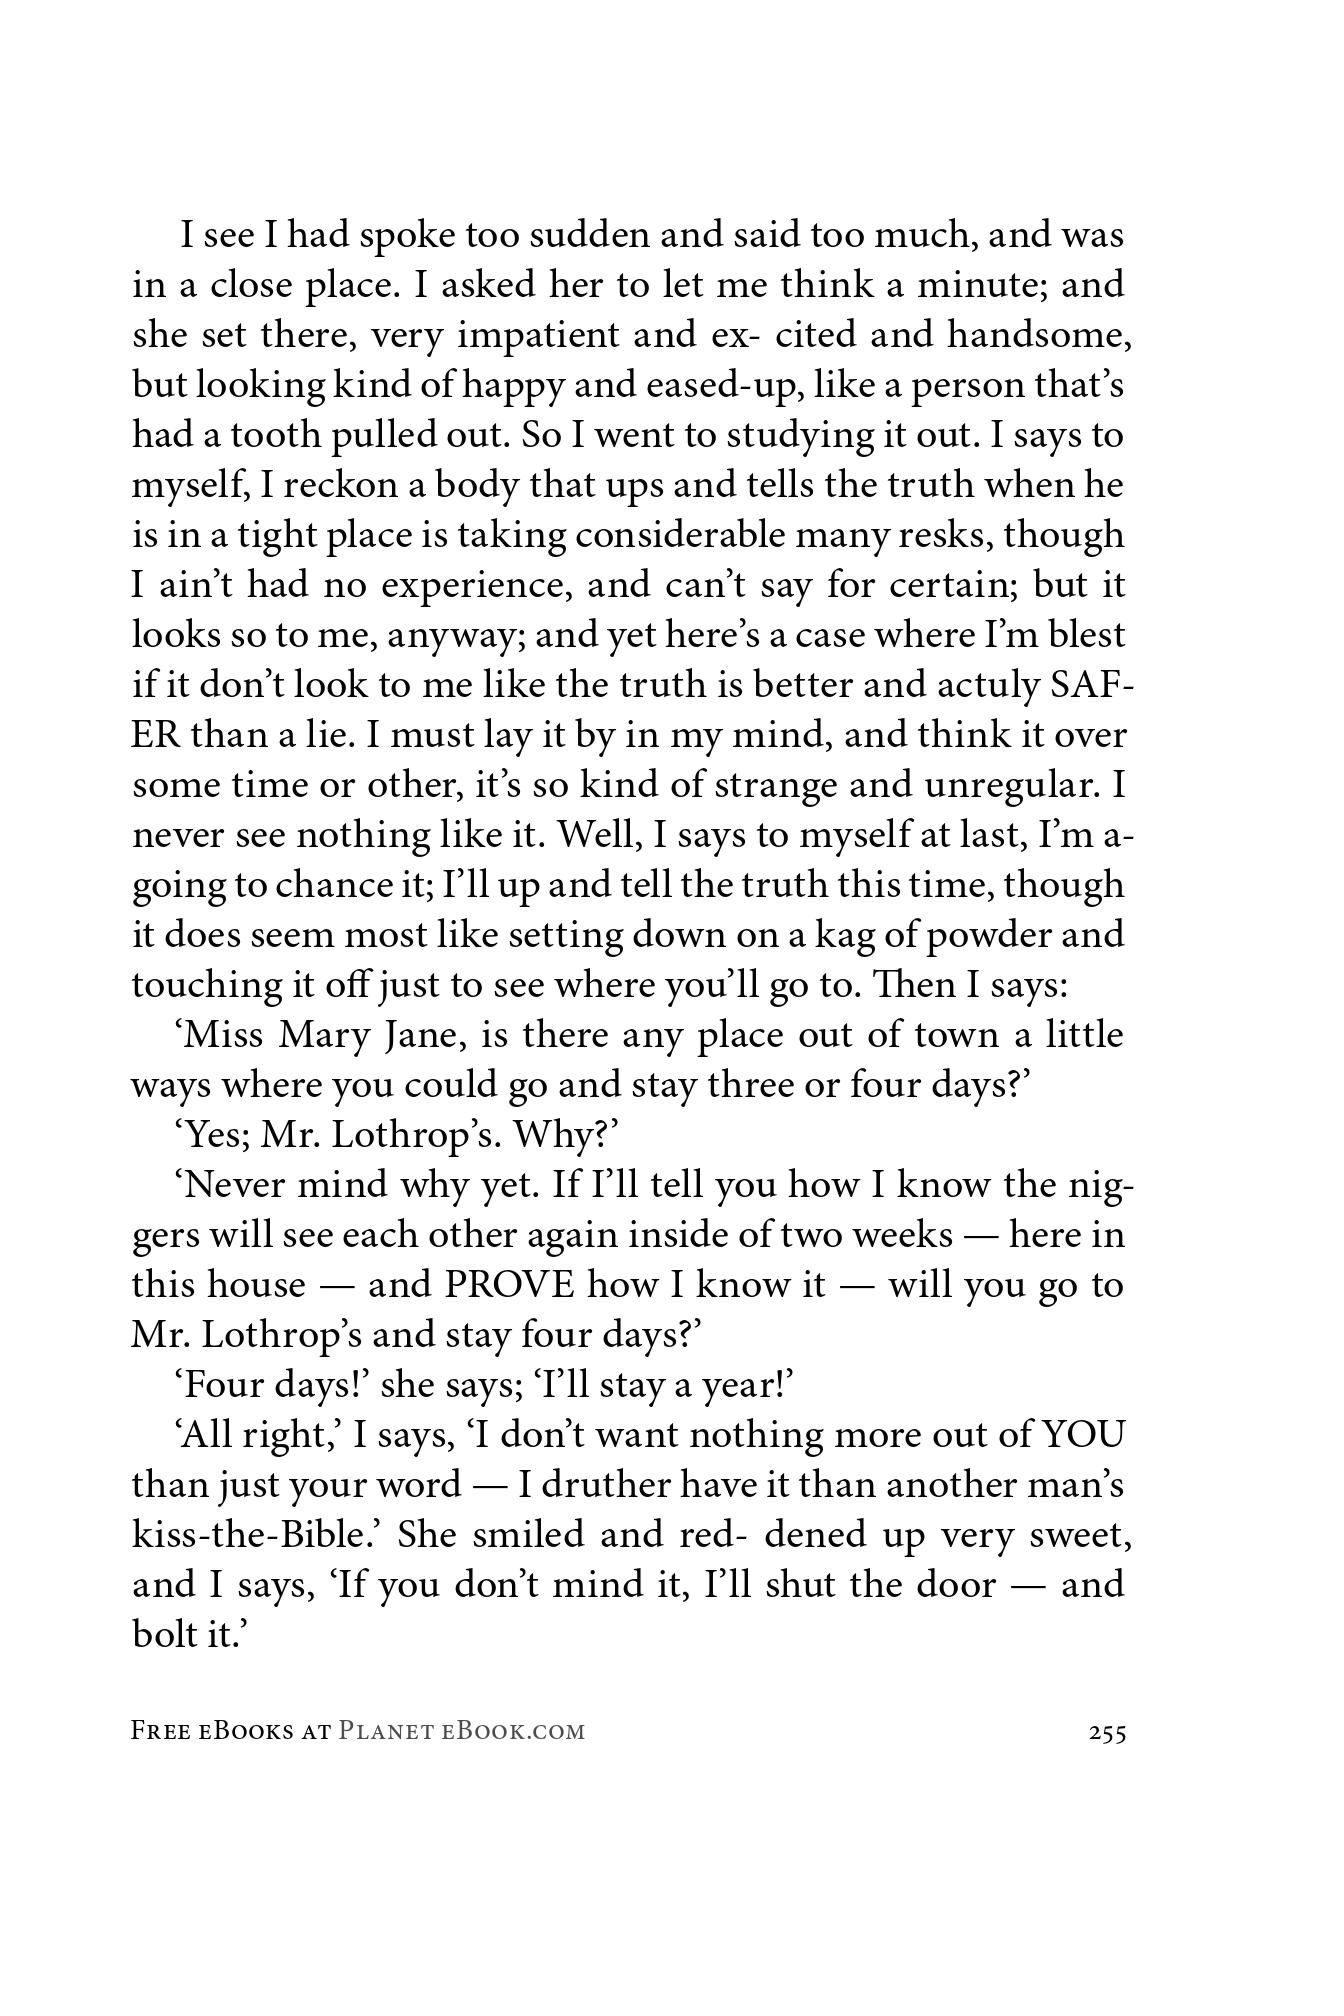 I see I had spoke too sudden and said too much, and was
in a close place. I asked her to let me think a minute; and
she set there, very impatient and ex- cited and handsome,
but looking kind of happy and eased-up, like a person that’s
had a tooth pulled out. So I went to studying it out. I says to
myself, I reckon a body that ups and tells the truth when he
is in a tight place is taking considerable many resks, though
I ain’t had no experience, and can’t say for certain; but it
looks so to me, anyway; and yet here’s a case where I’m blest
if it don’t look to me like the truth is better and actuly SAF-
ER than a lie. I must lay it by in my mind, and think it over
some time or other, it’s so kind of strange and unregular. I
never see nothing like it. Well, I says to myself at last, I’m a-
going to chance it; I’ll up and tell the truth this time, though
it does seem most like setting down on a kag of powder and
touching it off just to see where you’ll go to. Then I says:
‘Miss Mary Jane, is there any place out of town a little
ways where you could go and stay three or four days?’
‘Yes; Mr. Lothrop’s. Why?’
‘Never mind why yet. If I’ll tell you how I know the nig-
gers will see each other again inside of two weeks — here in
this house — and PROVE how I know it — will you go to
Mr. Lothrop’s and stay four days?’
‘Four days!’ she says; ‘I’ll stay a year!’
‘All right,’ I says, ‘I don’t want nothing more out of YOU
than just your word — I druther have it than another man’s
kiss-the-Bible.’ She smiled and red- dened up very sweet,
and I says, ‘If you don’t mind it, I’ll shut the door — and
bolt it.’
Free eBooks at Planet eBook.com 255